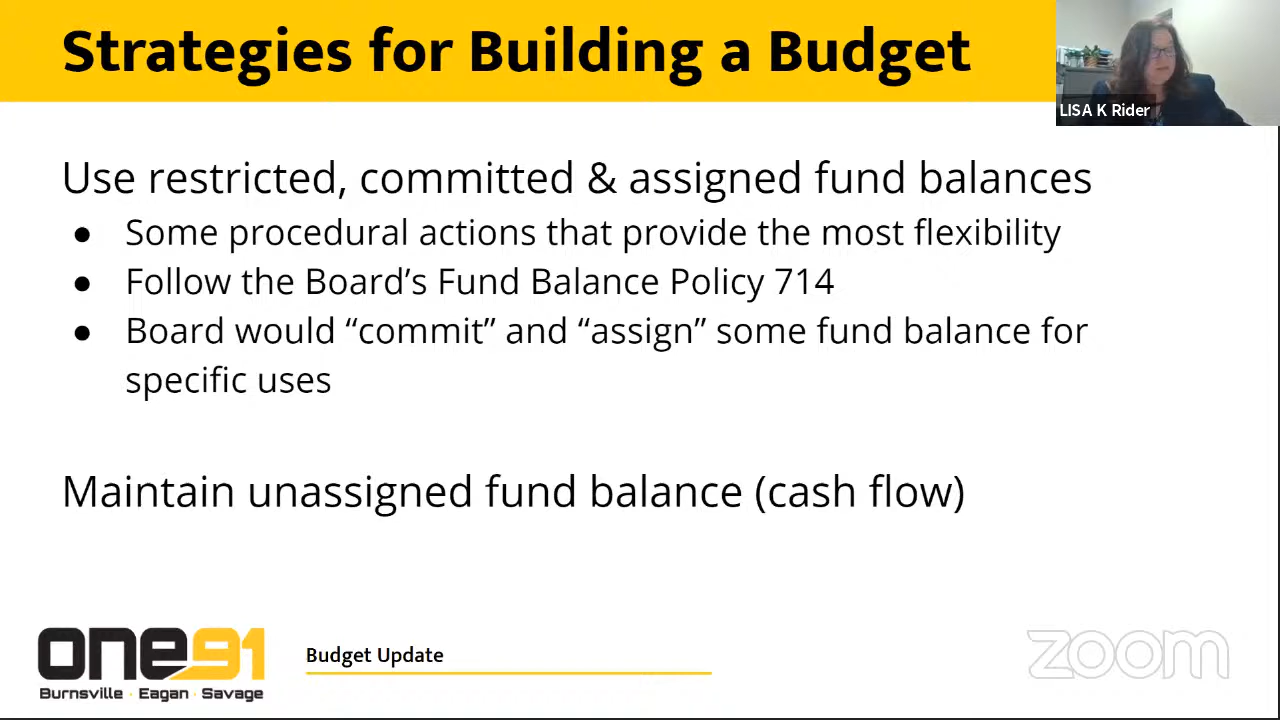 Strategies for Building a Budget
LISA K Rider
Use restricted, committed & assigned fund balances
● Some procedural actions that provide the most flexibility
● Follow the Board’s Fund Balance Policy 714
● Board would “commit” and “assign” some fund balance for
specific uses
Maintain unassigned fund balance (cash flow)
one91
Burnsville · Eagan · Savage
Budget Update
zoom